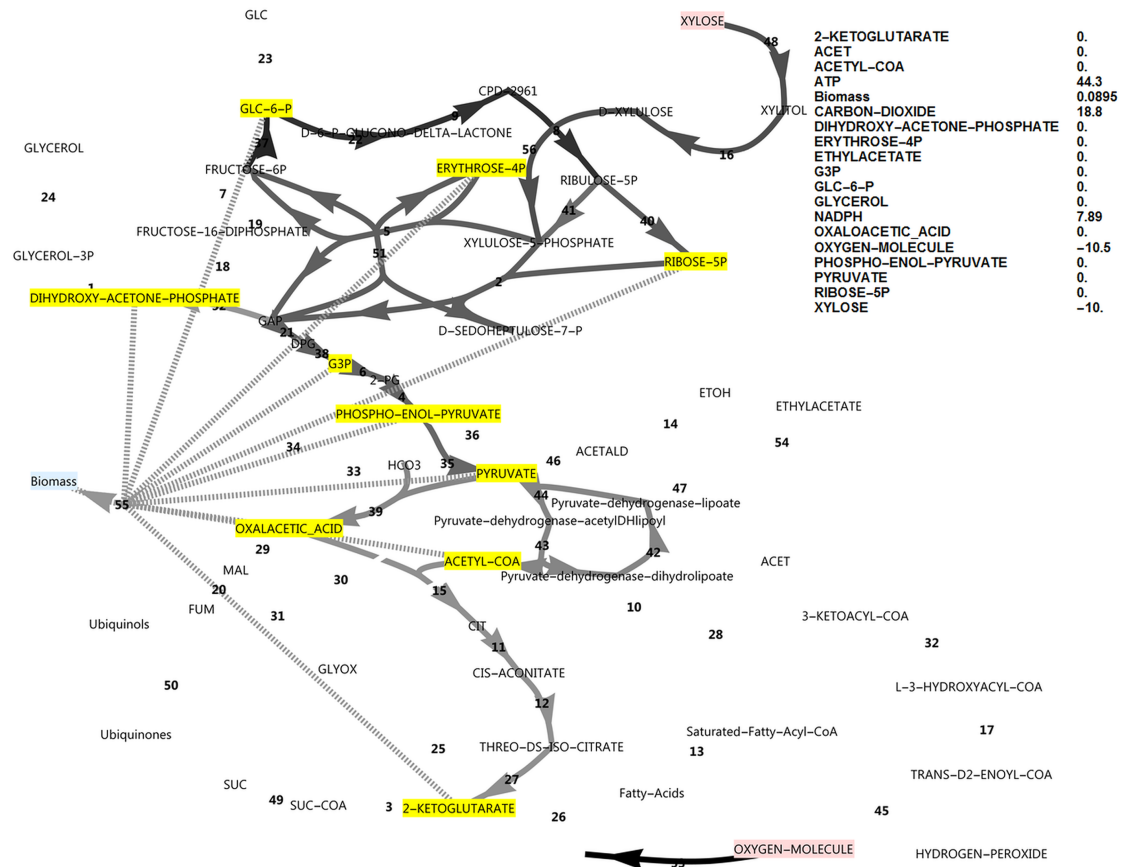 GLC
XYLOSE
48
2−KETOGLUTARATE 0.
ACET 0.
ACETYL−COA 0.
ATP 44.3
Biomass 0.0895
CARBON−DIOXIDE 18.8
DIHYDROXY−ACETONE−PHOSPHATE 0.
ERYTHROSE−4P 0.
ETHYLACETATE 0.
G3P 0.
GLC−6−P 0.
GLYCEROL 0.
NADPH 7.89
OXALOACETIC_ACID 0.
OXYGEN−MOLECULE −10.5
PHOSPHO−ENOL−PYRUVATE 0.
PYRUVATE 0.
RIBOSE−5P 0.
XYLOSE −10.
23
CPD−2961
GLC−6−P
9
D−XYLULOSE
XYLITOL
D−6−P−GLUCONO−DELTA−LACTONE
22
8
37
GLYCEROL
56
16
FRUCTOSE−6P
ERYTHROSE−4P
RIBULOSE−5P
24
7
41
40
19
FRUCTOSE−16−DIPHOSPHATE
5
XYLULOSE−5−PHOSPHATE
GLYCEROL−3P
51
18
RIBOSE−5P
1
2
DIHYDROXY−ACETONE−PHOSPHATE
GAP
21
D−SEDOHEPTULOSE−7−P
DPG
38
G3P
6
2−PG
4
ETOH
ETHYLACETATE
PHOSPHO−ENOL−PYRUVATE
14
36
54
34
ACETALD
35
46
HCO3
33
PYRUVATE
Biomass
47
44
55
Pyruvate−dehydrogenase−lipoate
39
Pyruvate−dehydrogenase−acetylDHlipoyl
OXALACETIC_ACID
29
43
42
ACETYL−COA
ACET
MAL
30
Pyruvate−dehydrogenase−dihydrolipoate
20
15
FUM
31
10
3−KETOACYL−COA
Ubiquinols
CIT
28
32
11
GLYOX
CIS−ACONITATE
50
L−3−HYDROXYACYL−COA
12
Ubiquinones
Saturated−Fatty−Acyl−CoA
17
25
THREO−DS−ISO−CITRATE
13
27
TRANS−D2−ENOYL−COA
SUC
49
SUC−COA
3
2−KETOGLUTARATE
Fatty−Acids
26
45
OXYGEN−MOLECULE
HYDROGEN−PEROXIDE